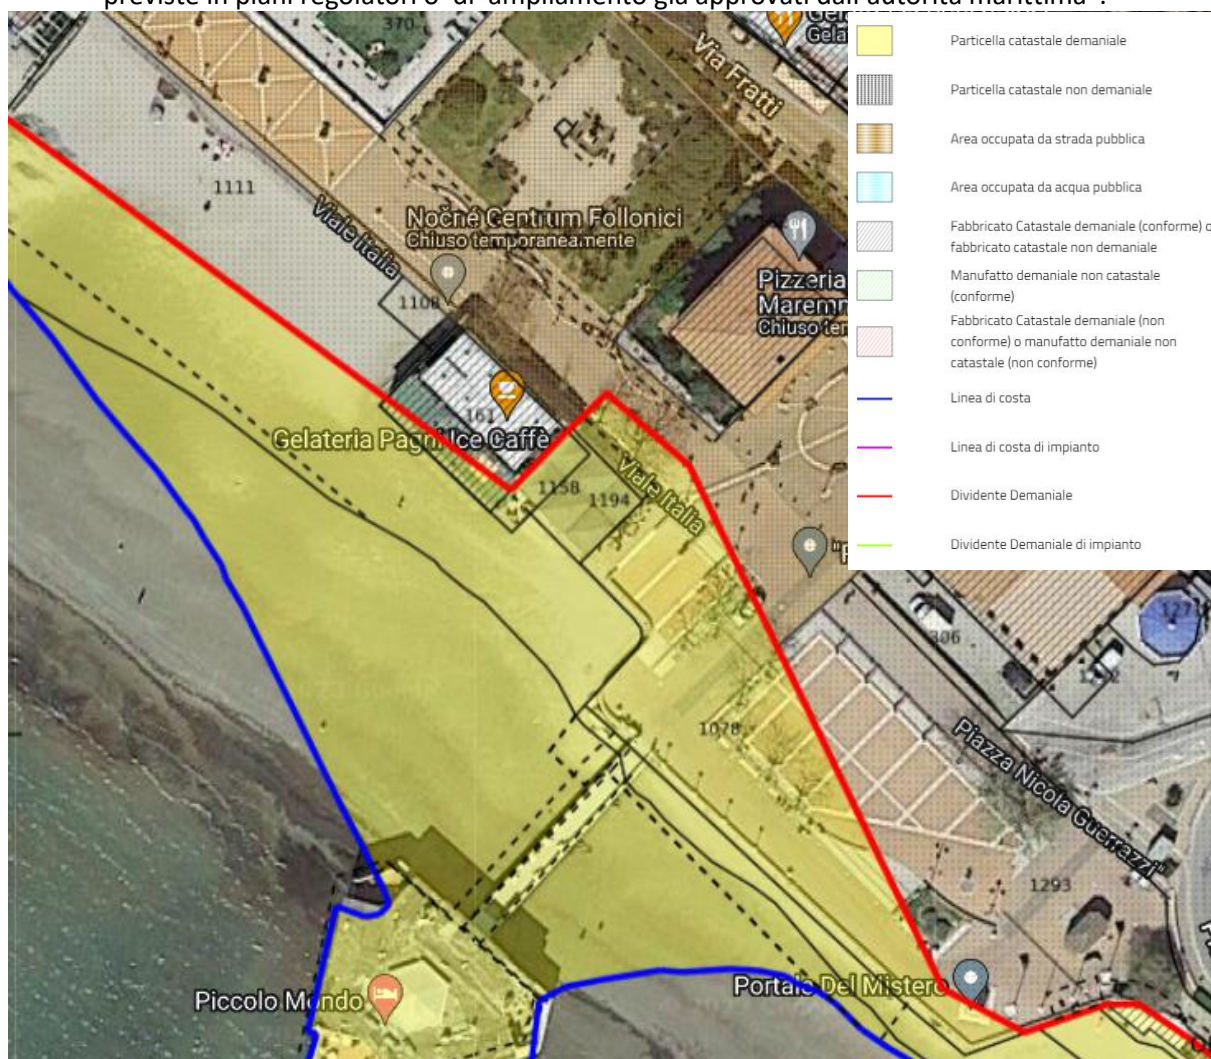 previste in piani regolatori o di ampliamento già approvati dall'autorità marittima".
370
Via Fratti
Gelat
1111
Viale Italia
Nočné Centrum Follonici
Chiuso temporaneamente
1108
Pizzeria
Maremm
Chiuso ten
161
Gelateria Pagni Ice Caffè
1158
1194
Viale Italia
"F
306
1078
Piazza Nicola Guerrazzi"
1293
Portale Del Mistero
Piccolo Mondo
Particella catastale demaniale
Particella catastale non demaniale
Area occupata da strada pubblica
Area occupata da acqua pubblica
Fabbricato Catastale demaniale (conforme) o
fabbricato catastale non demaniale
Manufatto demaniale non catastale
(conforme)
Fabbricato Catastale demaniale (non
conforme) o manufatto demaniale non
catastale (non conforme)
Linea di costa
Linea di costa di impianto
Dividente Demaniale
Dividente Demaniale di impianto